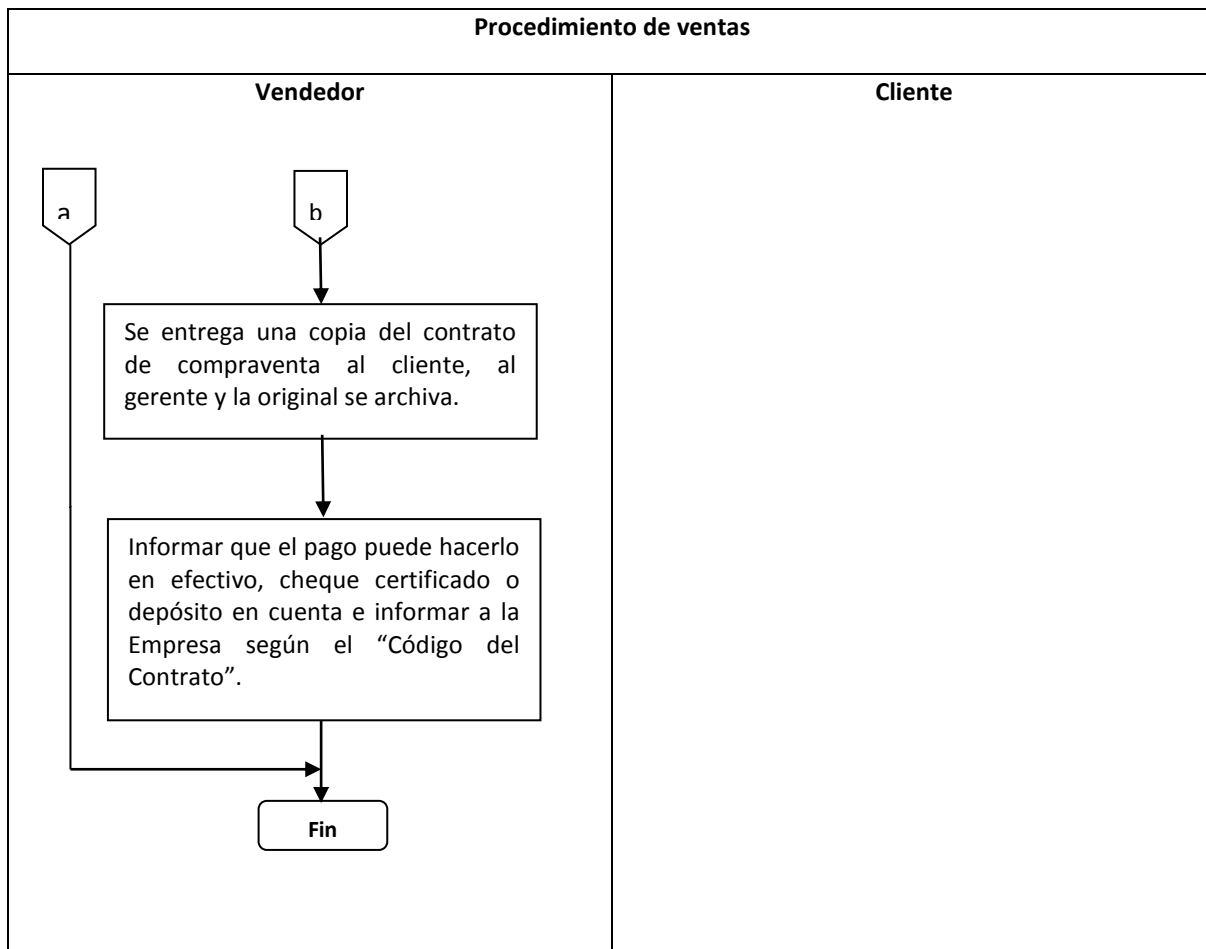 Procedimiento de ventas
Vendedor
Cliente
a
b
Se entrega una copia del contrato
de compraventa al cliente, al
gerente y la original se archiva.
Informar que el pago puede hacerlo
en efectivo, cheque certificado o
depósito en cuenta e informar a la
Empresa según el “Código del
Contrato”.
Fin